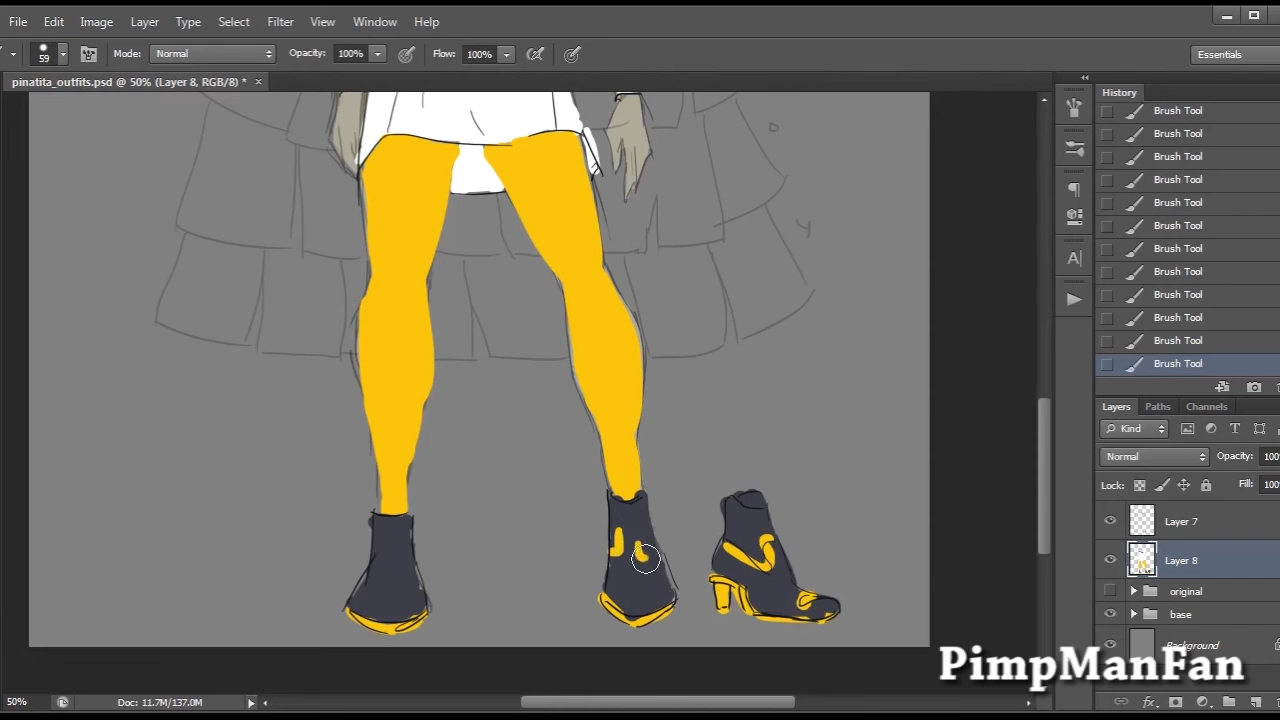 File Edit Image Layer Type Select Filter View Window Help
59 Mode: Normal Opacity: 100% Flow: 100% Essentials
pinatita_outfits.psd @ 50% (Layer 8, RGB/8) * ×
History
Brush Tool
Brush Tool
Brush Tool
Brush Tool
Brush Tool
Brush Tool
Brush Tool
Brush Tool
Brush Tool
Brush Tool
Brush Tool
Brush Tool
Layers Paths Channels
Kind
Normal Opacity: 100%
Lock: Fill: 100%
Layer 7
Layer 8
original
base
Background
PimpManFan
50% Doc: 11.7M/137.0M